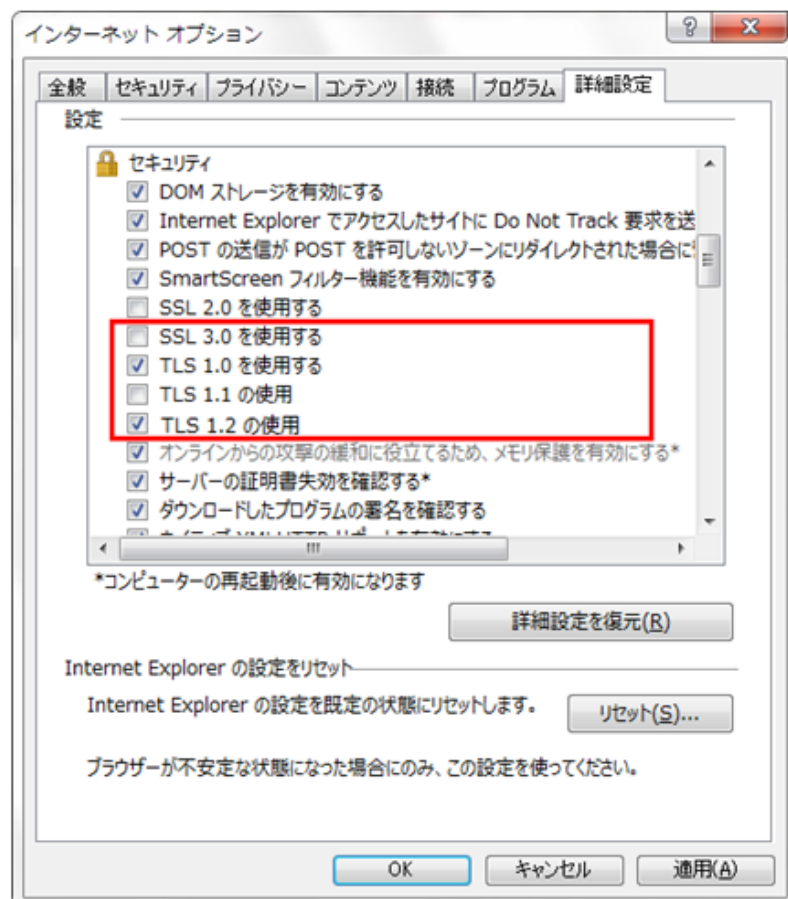 インターネット オプション
全般 セキュリティ プライバシー コンテンツ 接続 プログラム 詳細設定
設定
セキュリティ
DOM ストレージを有効にする
Internet Explorer でアクセスしたサイトに Do Not Track 要求を送
POST の送信が POST を許可しないゾーンにリダイレクトされた場合に
SmartScreen フィルター機能を有効にする
SSL 2.0 を使用する
SSL 3.0 を使用する
TLS 1.0 を使用する
TLS 1.1 の使用
TLS 1.2 の使用
オンラインからの攻撃の緩和に役立てるため、メモリ保護を有効にする*
サーバーの証明書失効を確認する*
ダウンロードしたプログラムの署名を確認する
*コンピューターの再起動後に有効になります
詳細設定を復元(R)
Internet Explorer の設定をリセット
Internet Explorer の設定を既定の状態にリセットします。
リセット(S)...
ブラウザーが不安定な状態になった場合にのみ、この設定を使ってください。
OK キャンセル 適用(A)